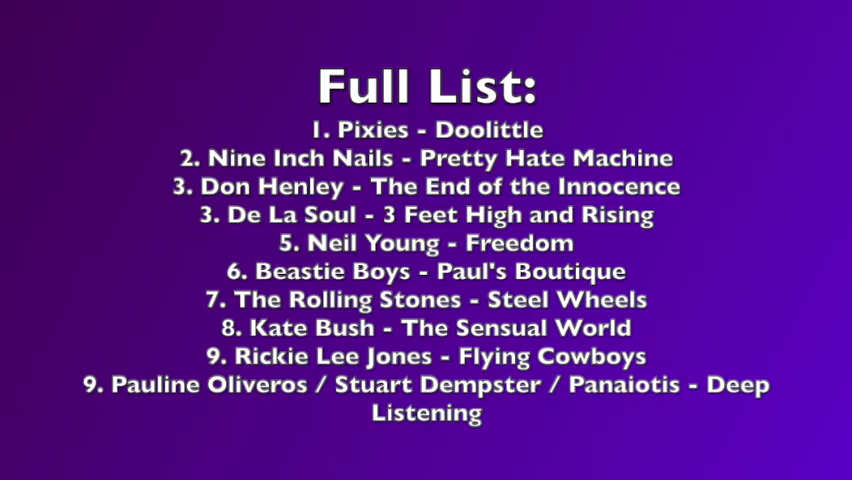 Full List:
1. Pixies - Doolittle
2. Nine Inch Nails - Pretty Hate Machine
3. Don Henley - The End of the Innocence
3. De La Soul - 3 Feet High and Rising
5. Neil Young - Freedom
6. Beastie Boys - Paul's Boutique
7. The Rolling Stones - Steel Wheels
8. Kate Bush - The Sensual World
9. Rickie Lee Jones - Flying Cowboys
9. Pauline Oliveros / Stuart Dempster / Panaiotis - Deep
Listening